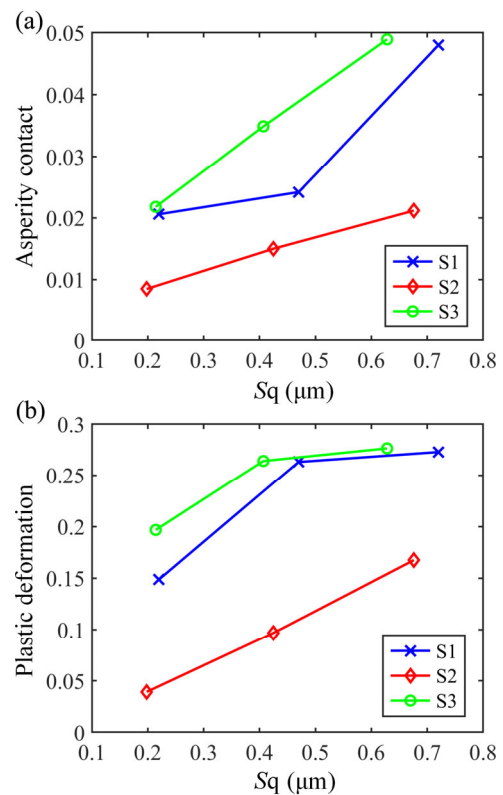 (a)
0.05
0.04
0.03
0.02
0.01
0
Asperity contact
S1
S2
S3
0.1 0.2 0.3 0.4 0.5 0.6 0.7 0.8
Sq (μm)
(b)
0.3
0.25
0.2
0.15
0.1
0.05
0
Plastic deformation
S1
S2
S3
0.1 0.2 0.3 0.4 0.5 0.6 0.7 0.8
Sq (μm)